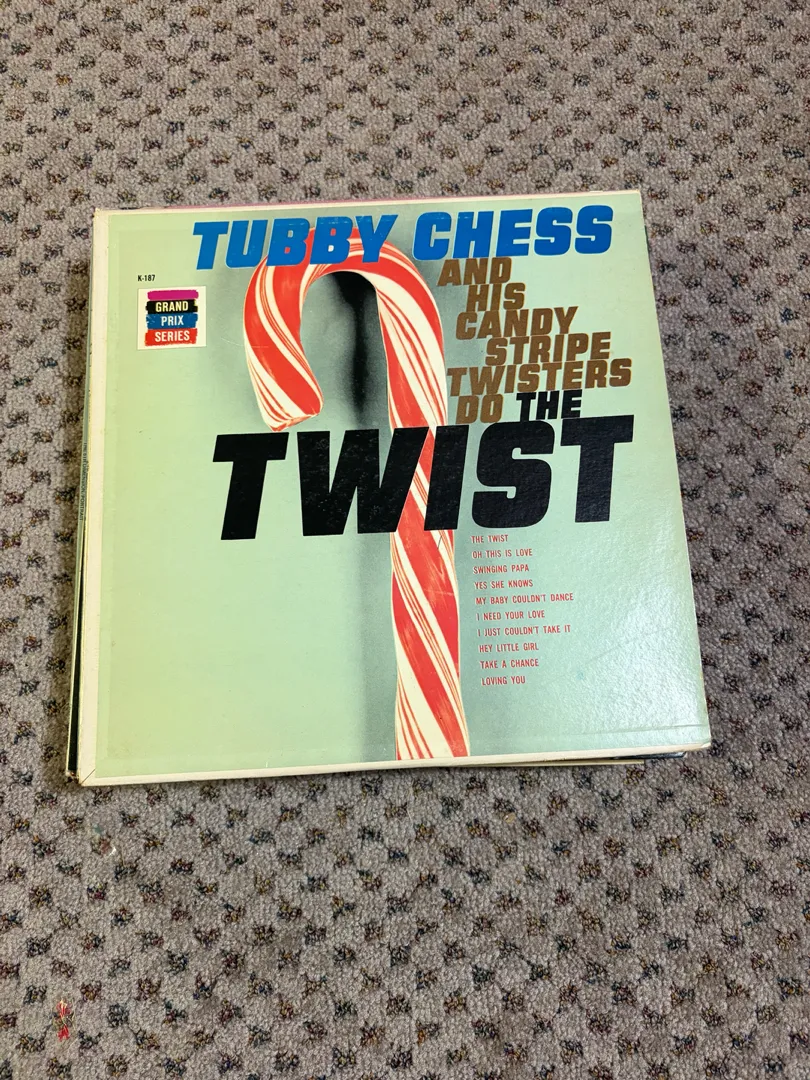 TUBBY CHESS
AND
HIS
CANDY
STRIPE
TWISTERS
DO THE
TWIST
K-187
GRAND
PRIX
SERIES
THE TWIST
OH THIS IS LOVE
SWINGING PAPA
YES SHE KNOWS
MY BABY COULDN'T DANCE
I NEED YOUR LOVE
I JUST COULDN'T TAKE IT
HEY LITTLE GIRL
TAKE A CHANCE
LOVING YOU